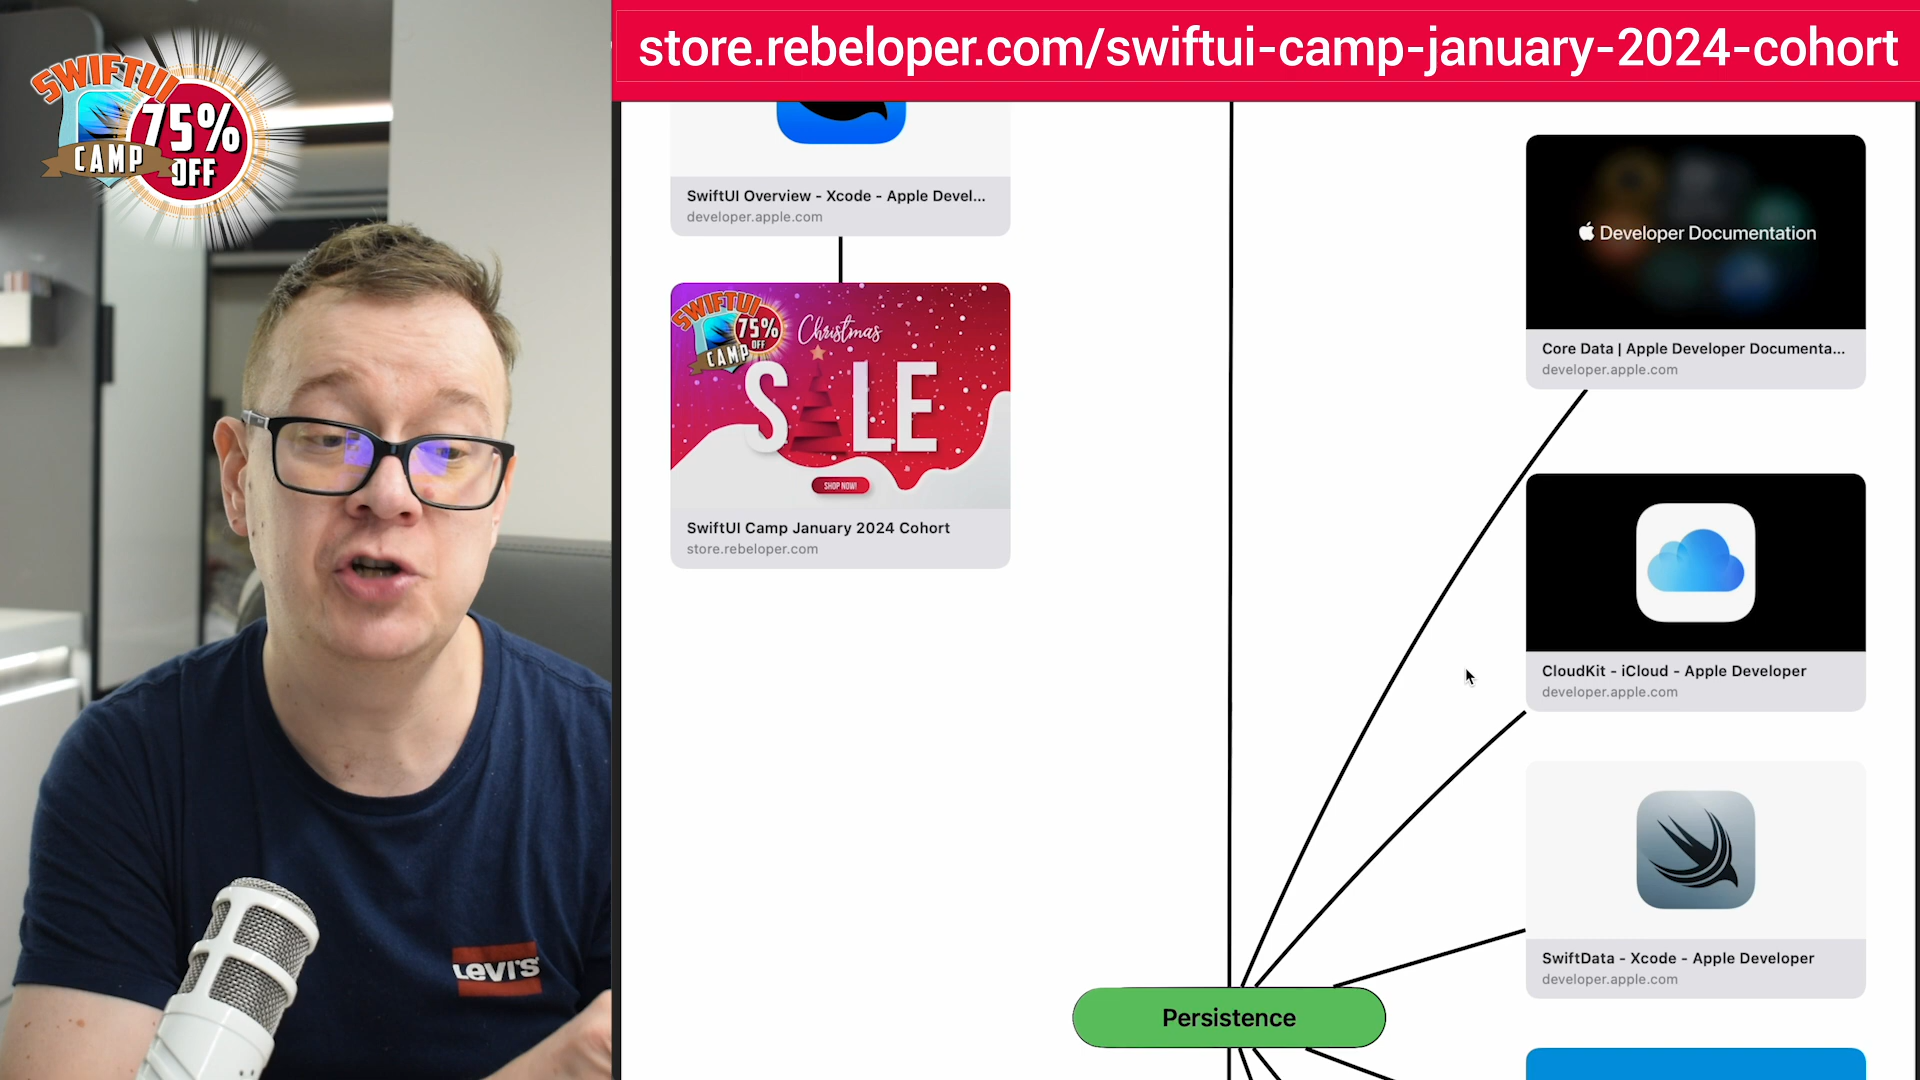 store.rebeloper.com/swiftui-camp-january-2024-cohort
SWIFTUI
CAMP
75%
OFF
SwiftUI Overview - Xcode - Apple Devel...
developer.apple.com
SWIFTUI
CAMP
75%
OFF
Christmas
SALE
SHOP NOW!
SwiftUI Camp January 2024 Cohort
store.rebeloper.com
Developer Documentation
Core Data | Apple Developer Documenta...
developer.apple.com
CloudKit - iCloud - Apple Developer
developer.apple.com
SwiftData - Xcode - Apple Developer
developer.apple.com
Persistence
LEVI'S